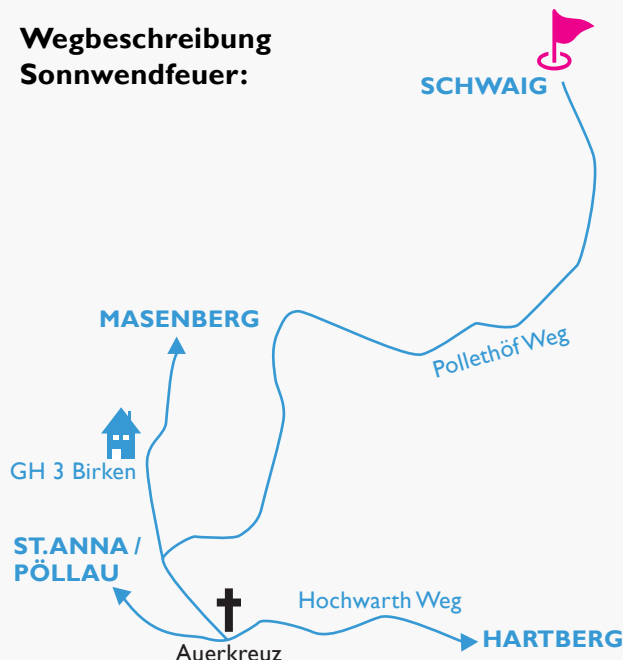 Wegbeschreibung
Sonnwendfeuer:
SCHWAIG
MASENBERG
Pollethöf Weg
GH 3 Birken
ST.ANNA /
PÖLLAU
Hochwarth Weg
HARTBERG
Auerkreuz